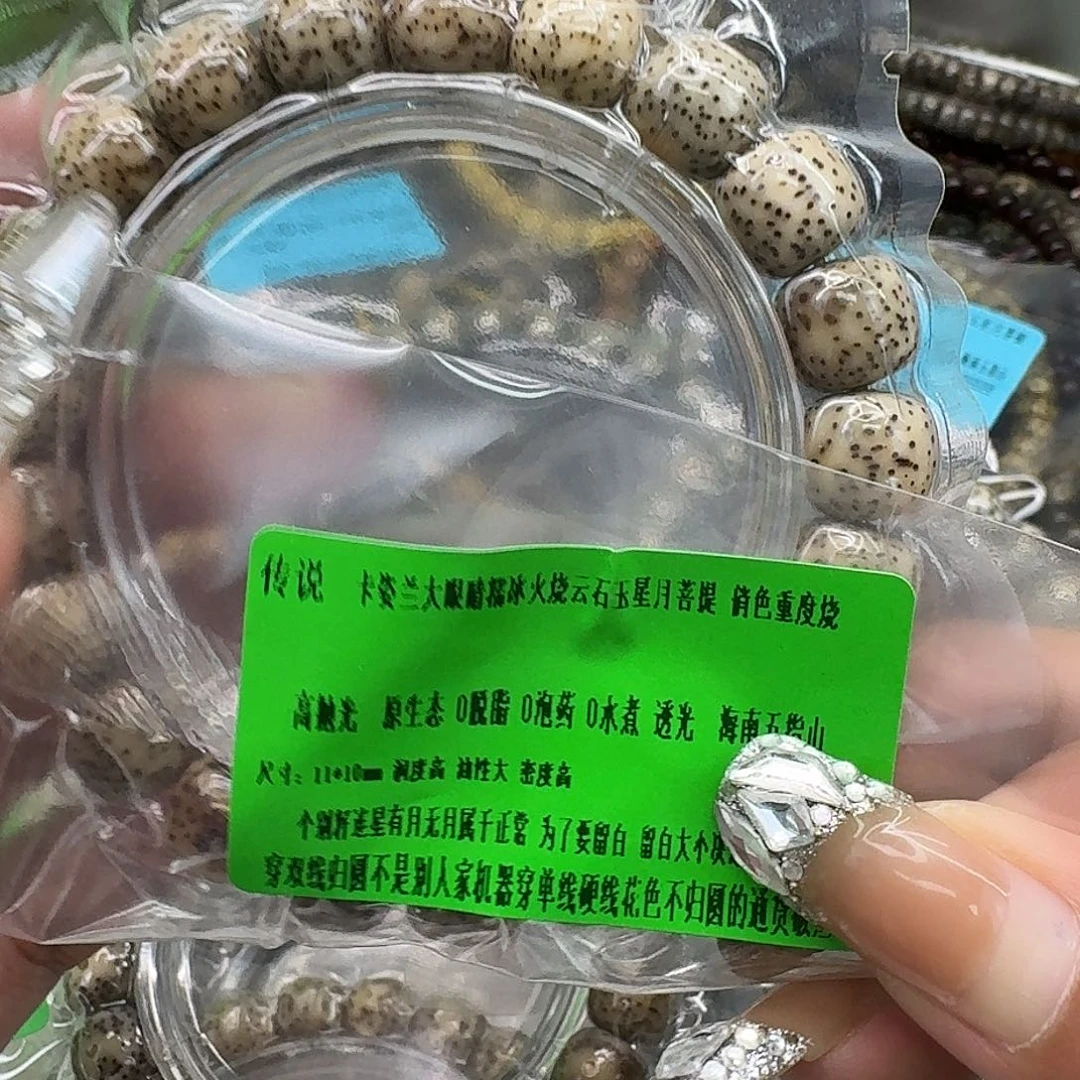 传说 卡姿兰大眼暗糯冰火烧云石玉星月菩提 俏色重度烧
高抛光 原生态 0脱脂 0泡药 0水煮 透光 海南五指山
尺寸：11*10mm 润度高 油性大 密度高
个别籽连星有月无月属于正常 为了要留白 留白大小
穿双线归圆不是别人家机器穿单线硬线花色不归圆的通货